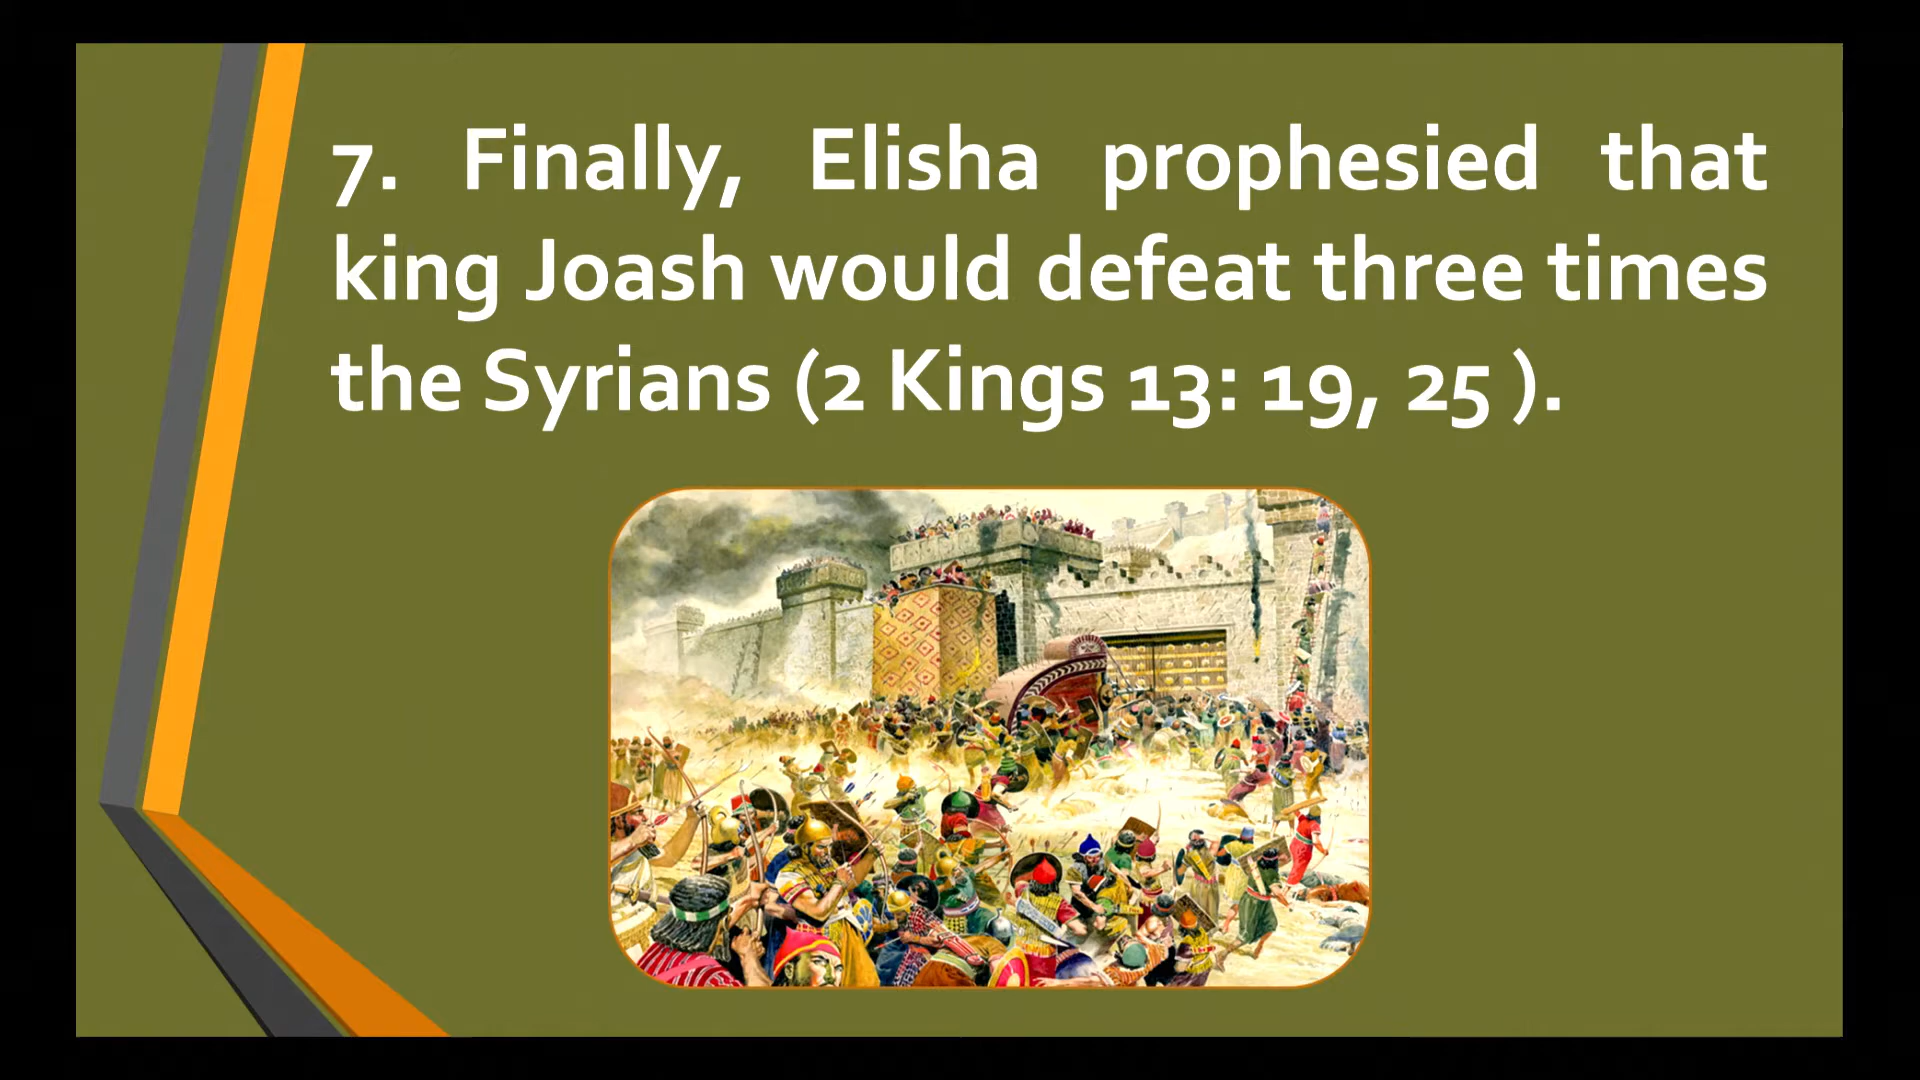 7. Finally, Elisha prophesied that
king Joash would defeat three times
the Syrians (2 Kings 13: 19, 25 ).